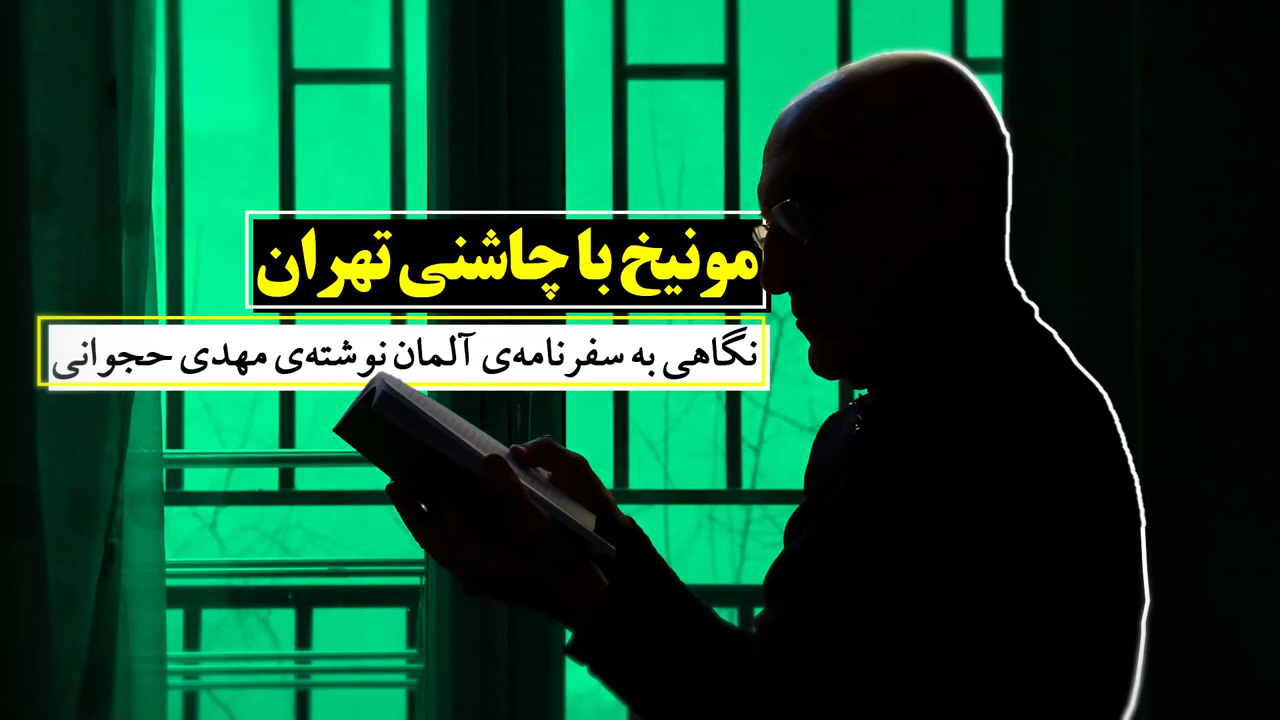 مونیخ با چاشنی تهران
نگاهی به سفرنامه‌ی آلمان نوشته‌ی مهدی حجوانی